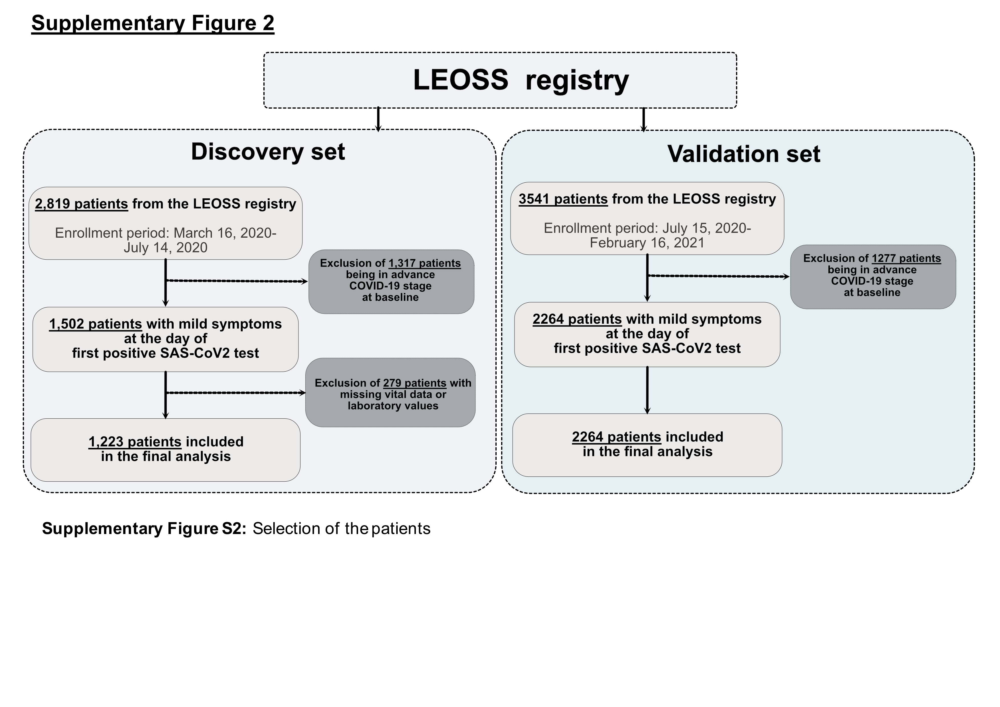 Supplementary Figure 2
LEOSS registry
Discovery set
2,819 patients from the LEOSS registry
Enrollment period: March 16, 2020-
July 14, 2020
Exclusion of 1,317 patients
being in advance
COVID-19 stage
at baseline
1,502 patients with mild symptoms
at the day of
first positive SAS-CoV2 test
Exclusion of 279 patients with
missing vital data or
laboratory values
1,223 patients included
in the final analysis
Validation set
3541 patients from the LEOSS registry
Enrollment period: July 15, 2020-
February 16, 2021
Exclusion of 1277 patients
being in advance
COVID-19 stage
at baseline
2264 patients with mild symptoms
at the day of
first positive SAS-CoV2 test
2264 patients included
in the final analysis
Supplementary Figure S2: Selection of the patients